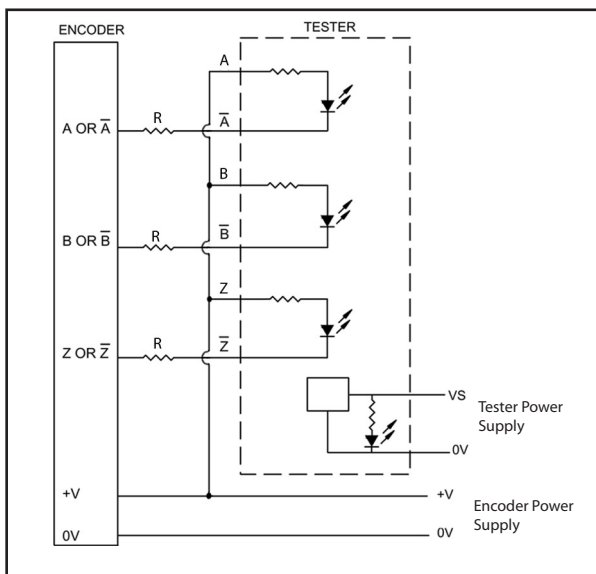 ENCODER
TESTER
A
A OR A̅
R
A̅
B
B OR B̅
R
B̅
Z
Z OR Z̅
R
Z̅
VS
Tester Power
Supply
0V
+V
+V
Encoder Power
Supply
0V
0V